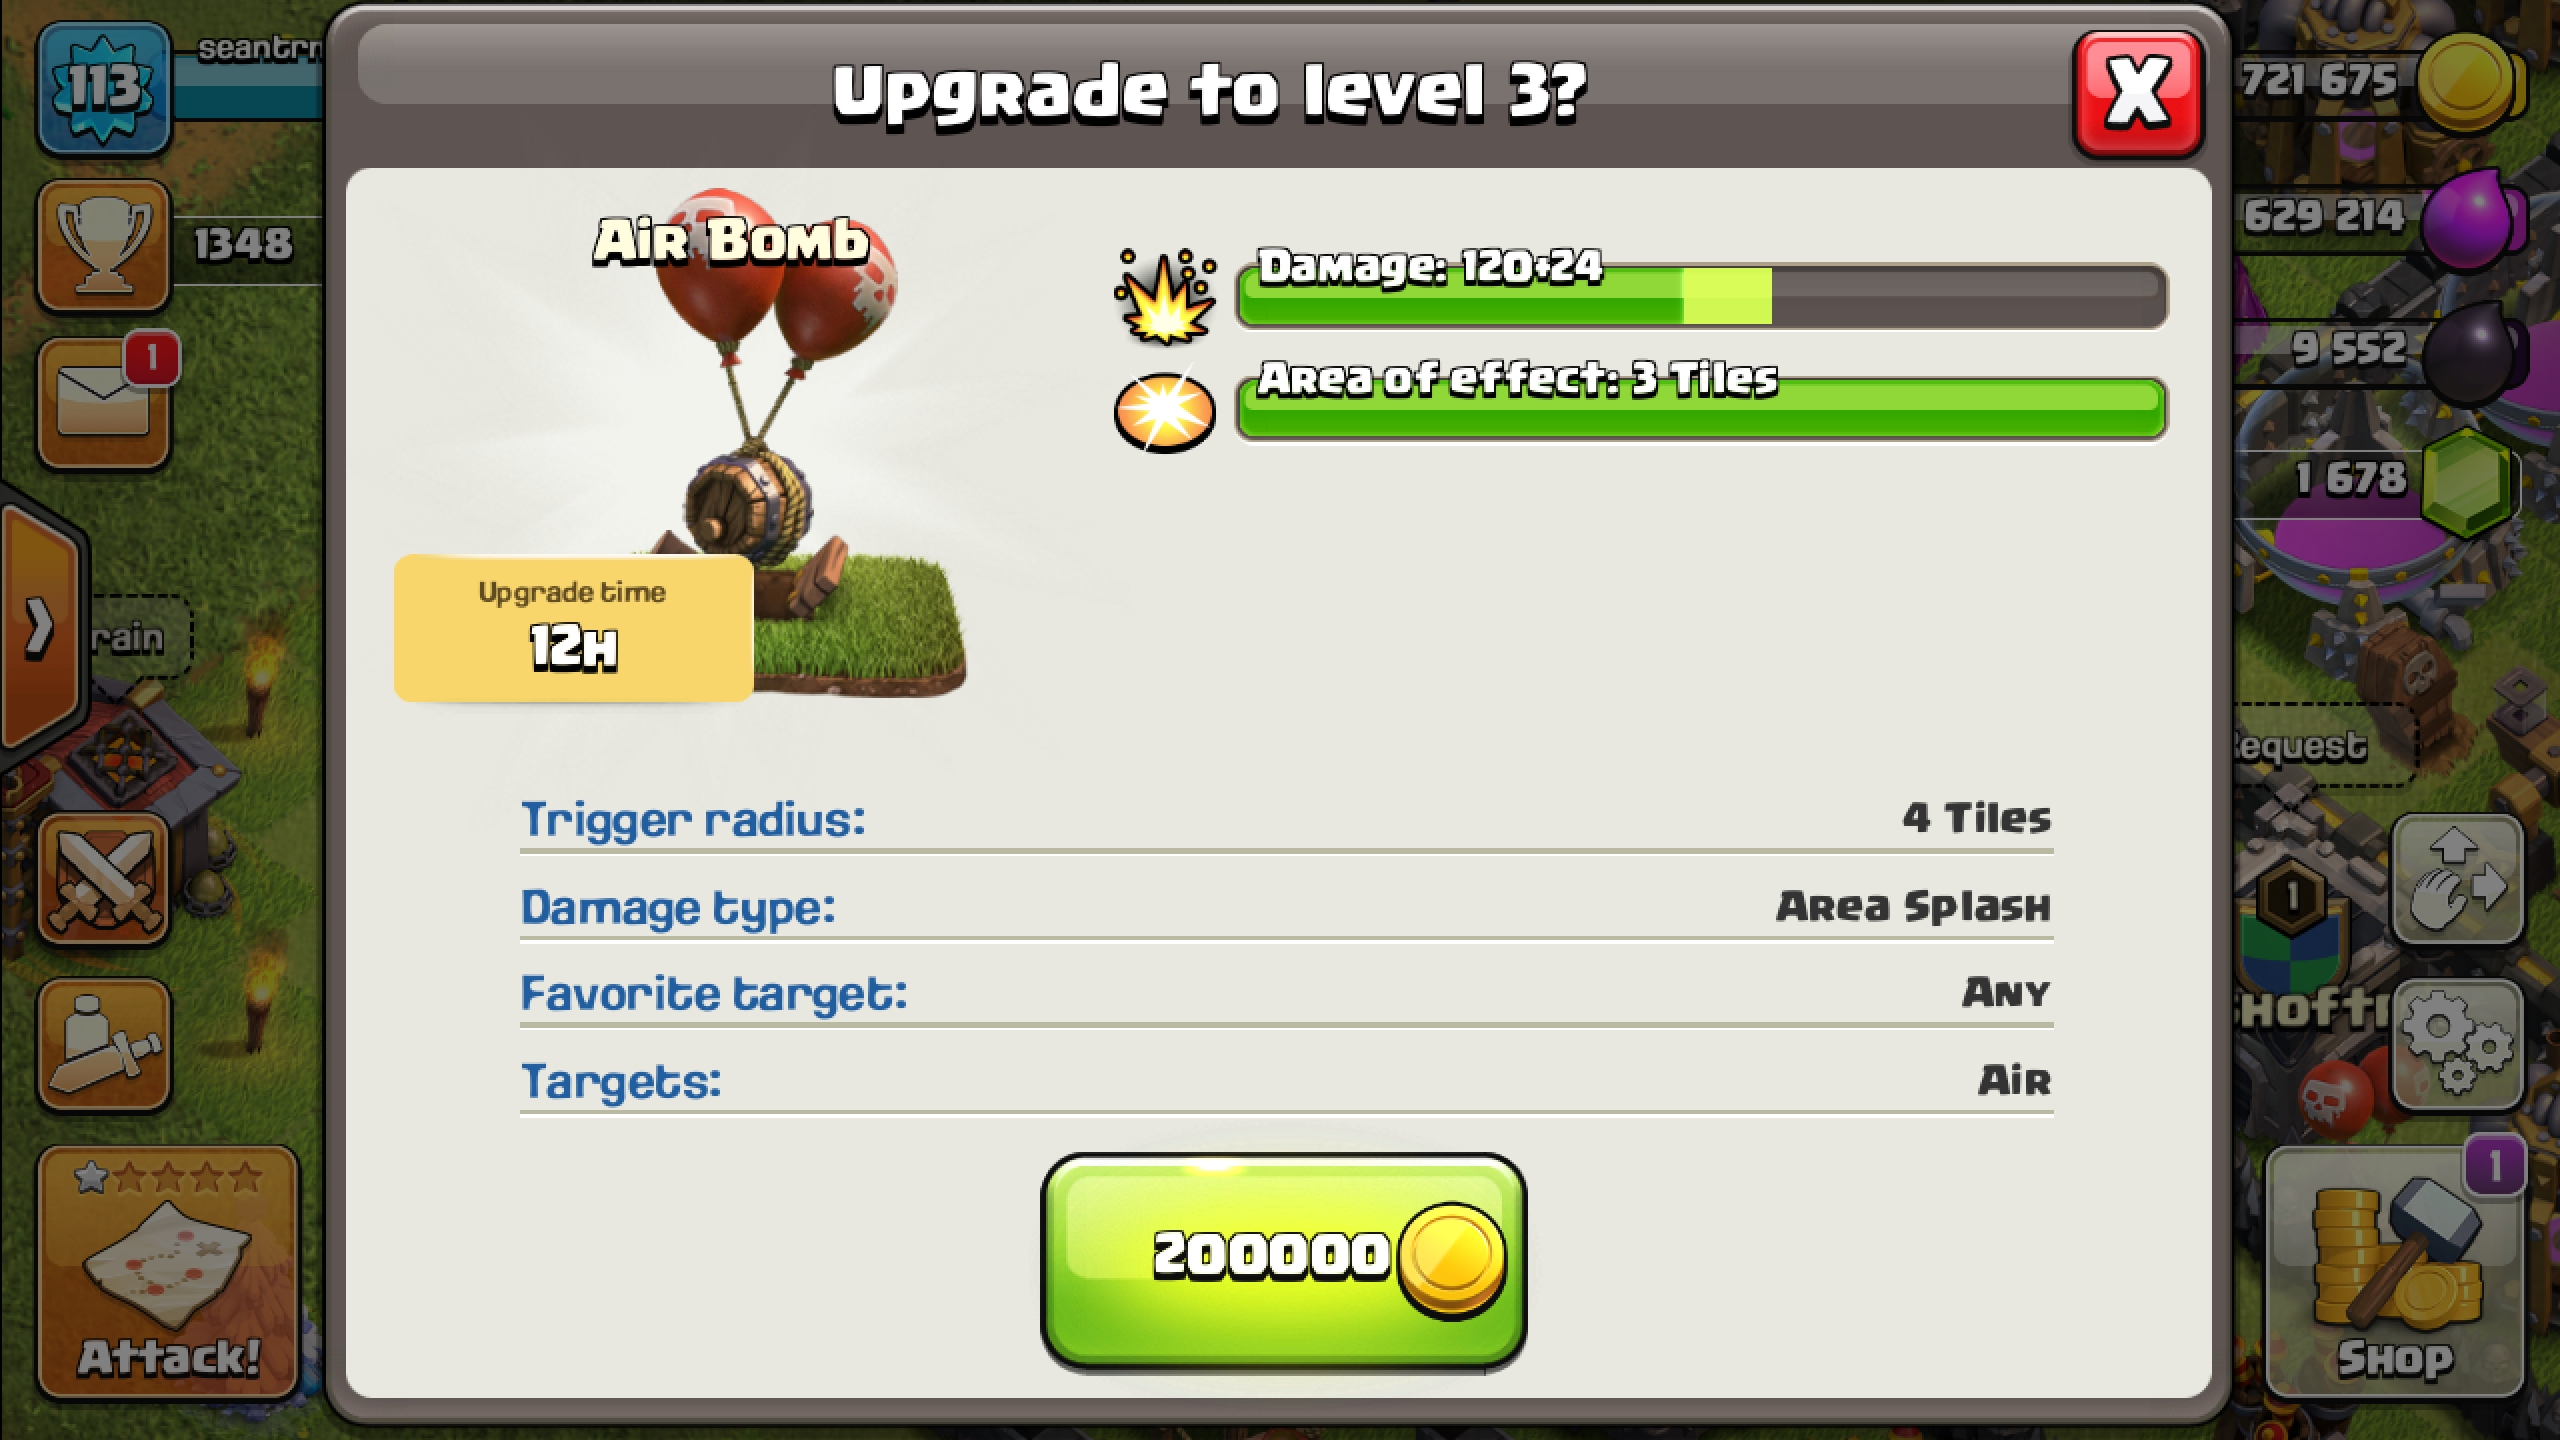 113
seantrn
Upgrade to level 3?
X
721 675
Air Bomb
Damage: 120+24
629 214
1348
1
Area of effect: 3 Tiles
9 552
1 678
Upgrade time
12H
rain
equest
Trigger radius:
4 Tiles
Damage type:
Area Splash
1
Favorite target:
Any
Targets:
Air
1
200000
Attack!
Shop